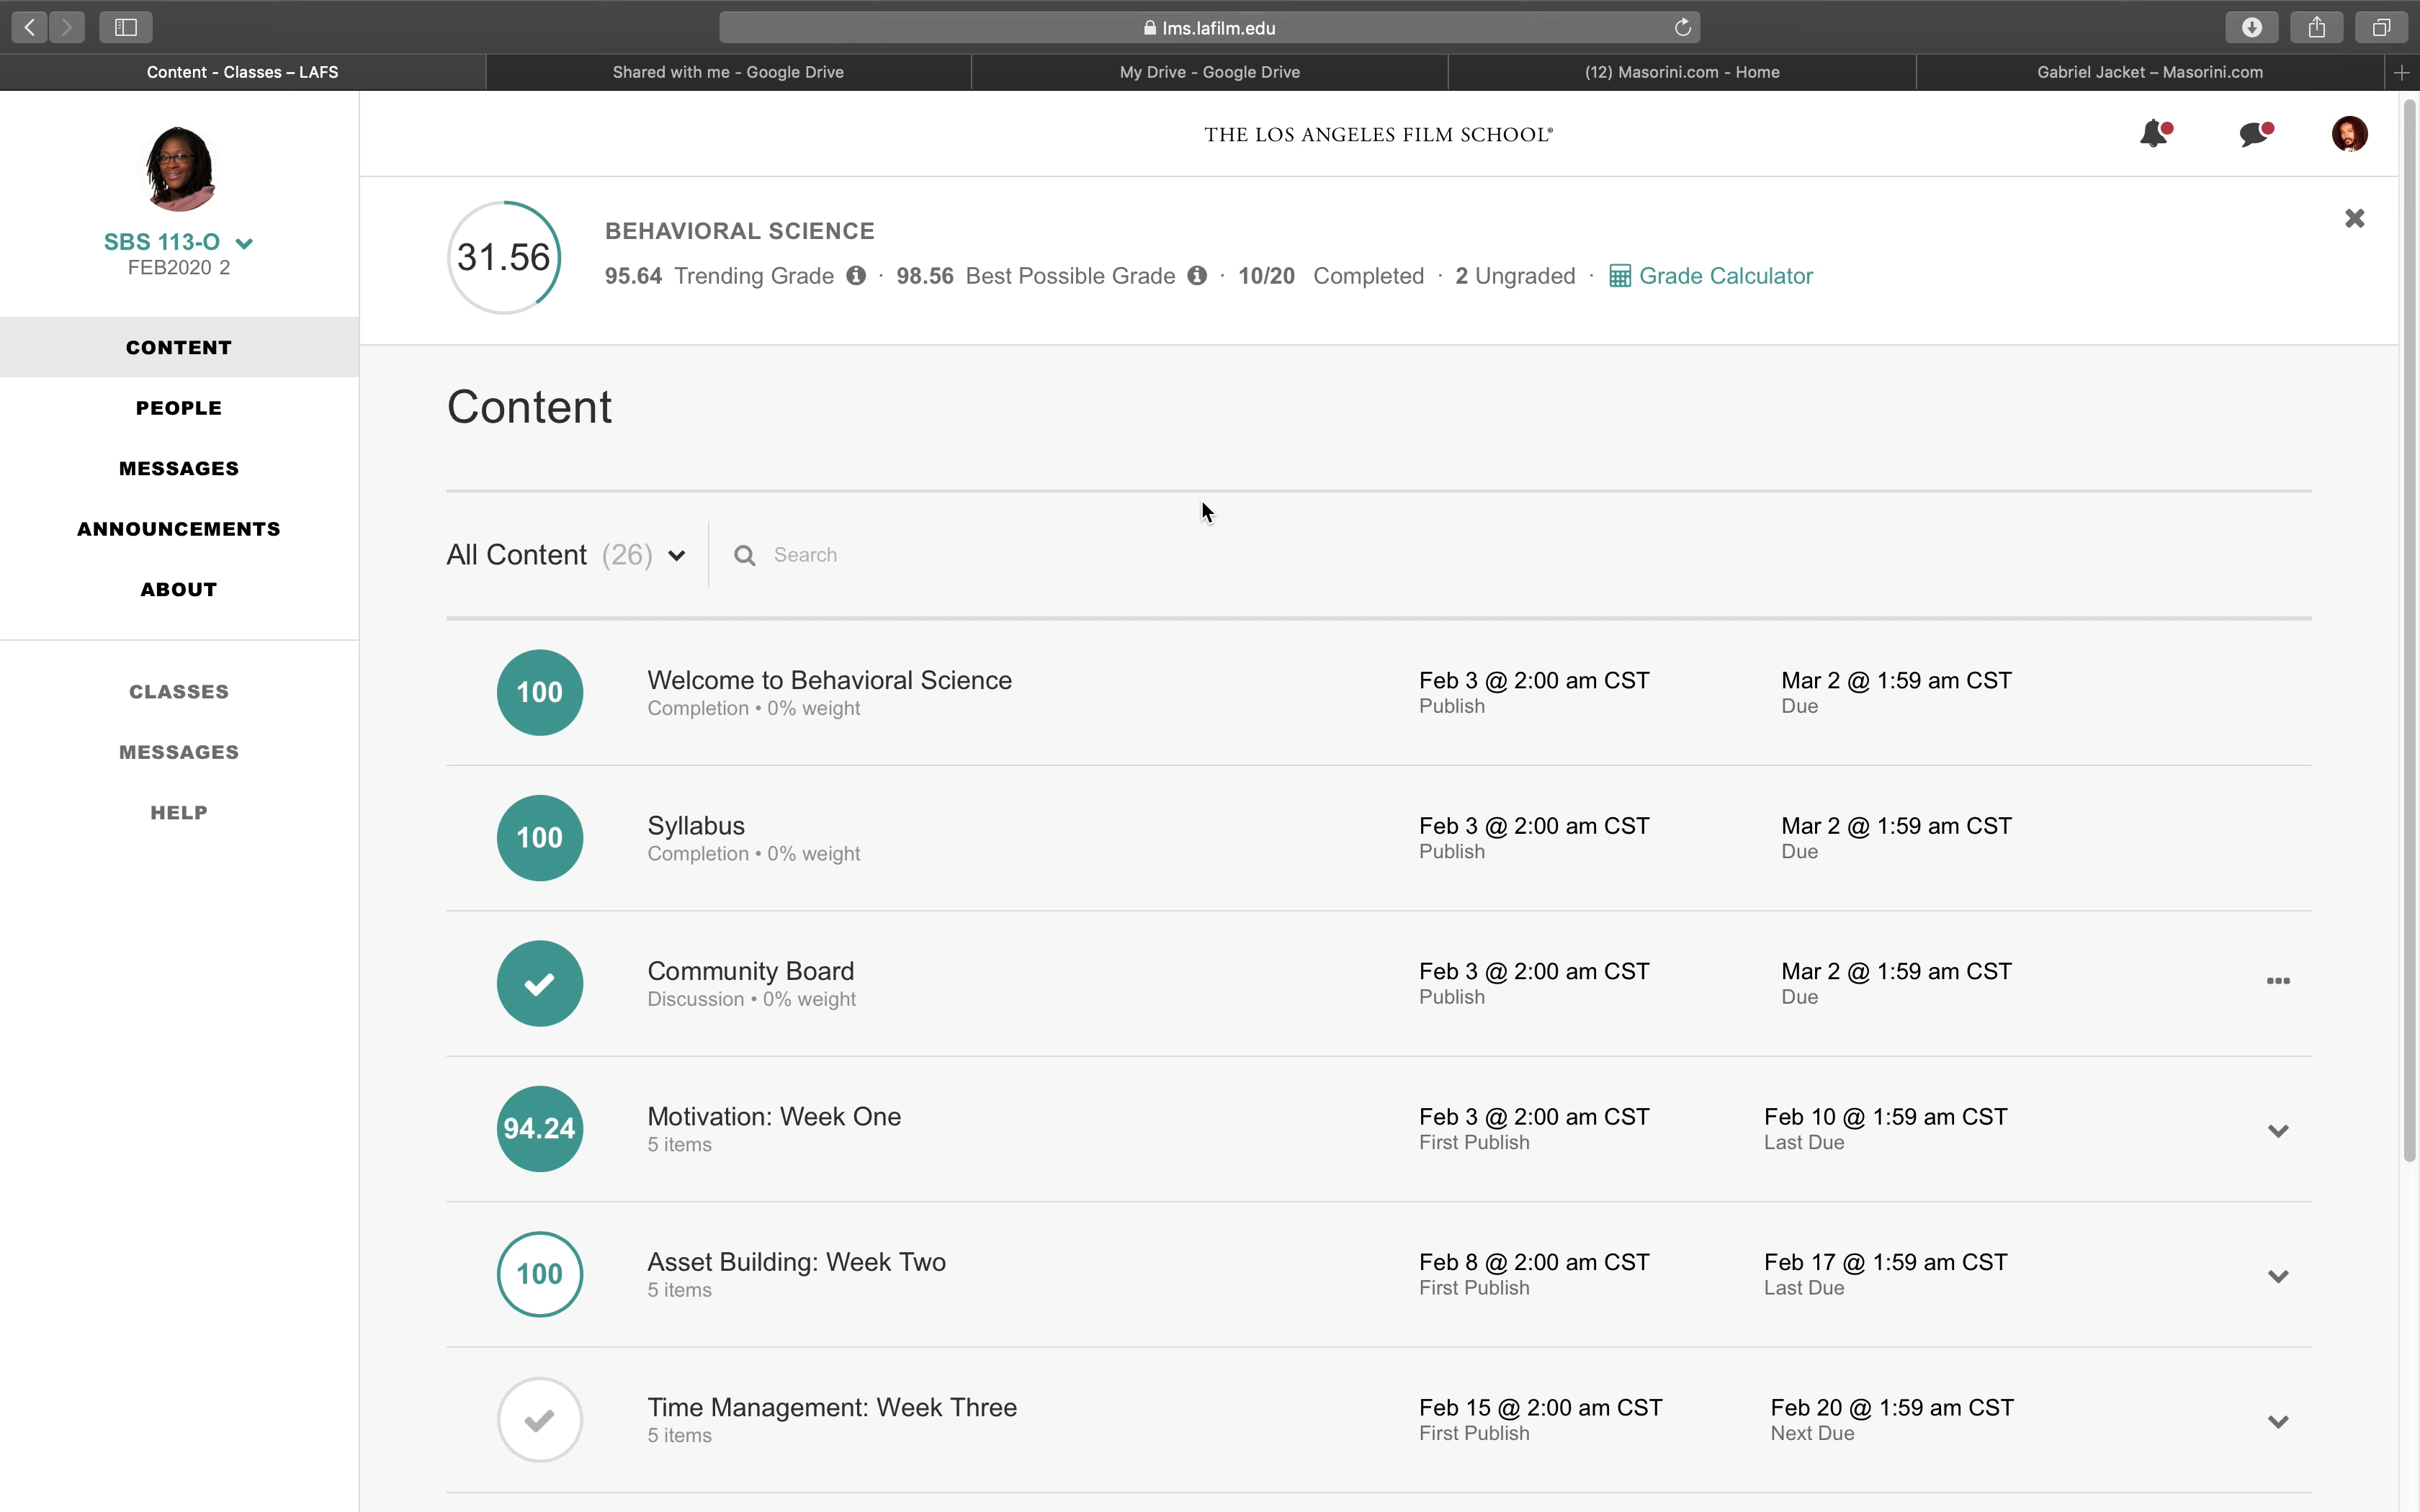 lms.lafilm.edu
Content - Classes – LAFS
Shared with me - Google Drive
My Drive - Google Drive
(12) Masorini.com - Home
Gabriel Jacket – Masorini.com
THE LOS ANGELES FILM SCHOOL®
SBS 113-O
FEB2020 2
CONTENT
PEOPLE
MESSAGES
ANNOUNCEMENTS
ABOUT
CLASSES
MESSAGES
HELP
31.56
BEHAVIORAL SCIENCE
95.64 Trending Grade · 98.56 Best Possible Grade · 10/20 Completed · 2 Ungraded · Grade Calculator
Content
All Content (26) Search
100 Welcome to Behavioral Science Feb 3 @ 2:00 am CST Mar 2 @ 1:59 am CST
Completion • 0% weight Publish Due
100 Syllabus Feb 3 @ 2:00 am CST Mar 2 @ 1:59 am CST
Completion • 0% weight Publish Due
Community Board Feb 3 @ 2:00 am CST Mar 2 @ 1:59 am CST
Discussion • 0% weight Publish Due
94.24 Motivation: Week One Feb 3 @ 2:00 am CST Feb 10 @ 1:59 am CST
5 items First Publish Last Due
100 Asset Building: Week Two Feb 8 @ 2:00 am CST Feb 17 @ 1:59 am CST
5 items First Publish Last Due
Time Management: Week Three Feb 15 @ 2:00 am CST Feb 20 @ 1:59 am CST
5 items First Publish Next Due